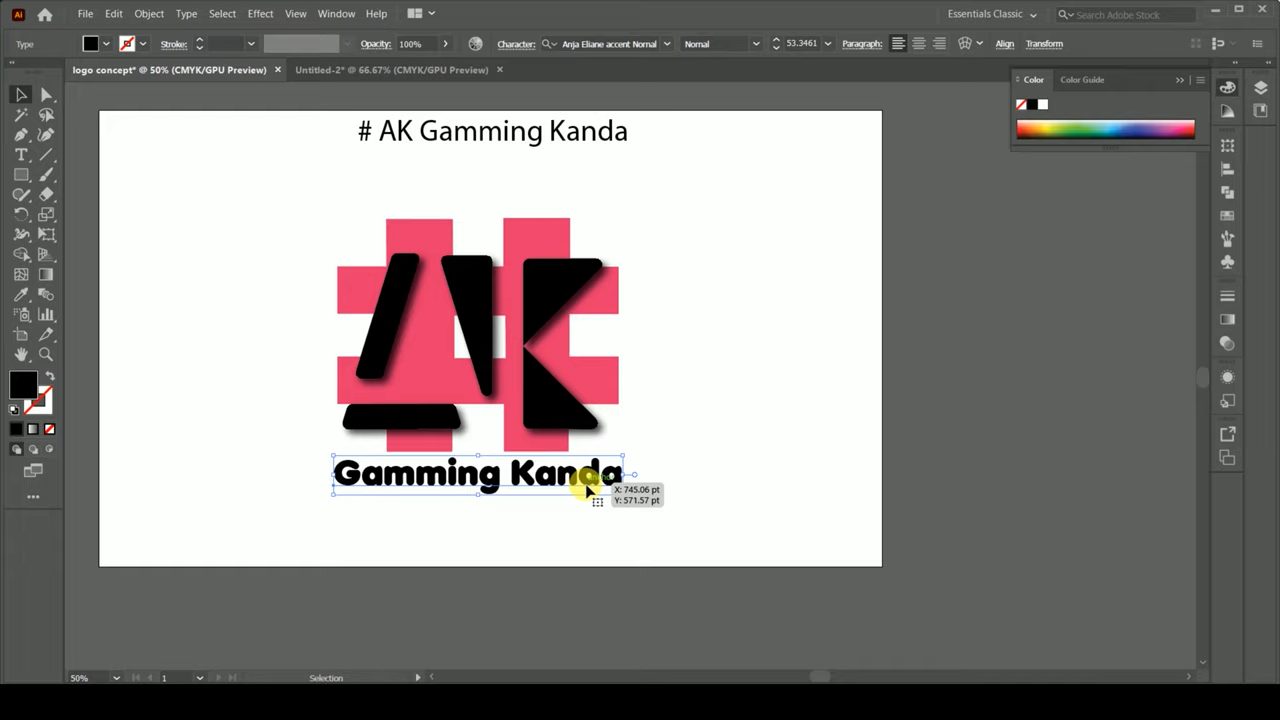 Ai File Edit Object Type Select Effect View Window Help Essentials Classic Search Adobe Stock
Type Stroke: Opacity: 100% Character: Anja Eliane accent Normal Normal 53.3461 Paragraph: Align Transform
logo concept* @ 50% (CMYK/GPU Preview) × Untitled-2* @ 66.67% (CMYK/GPU Preview) ×
Color Color Guide
# AK Gamming Kanda
AK
Gamming Kanda
X: 745.06 pt
Y: 571.57 pt
50% 1 Selection